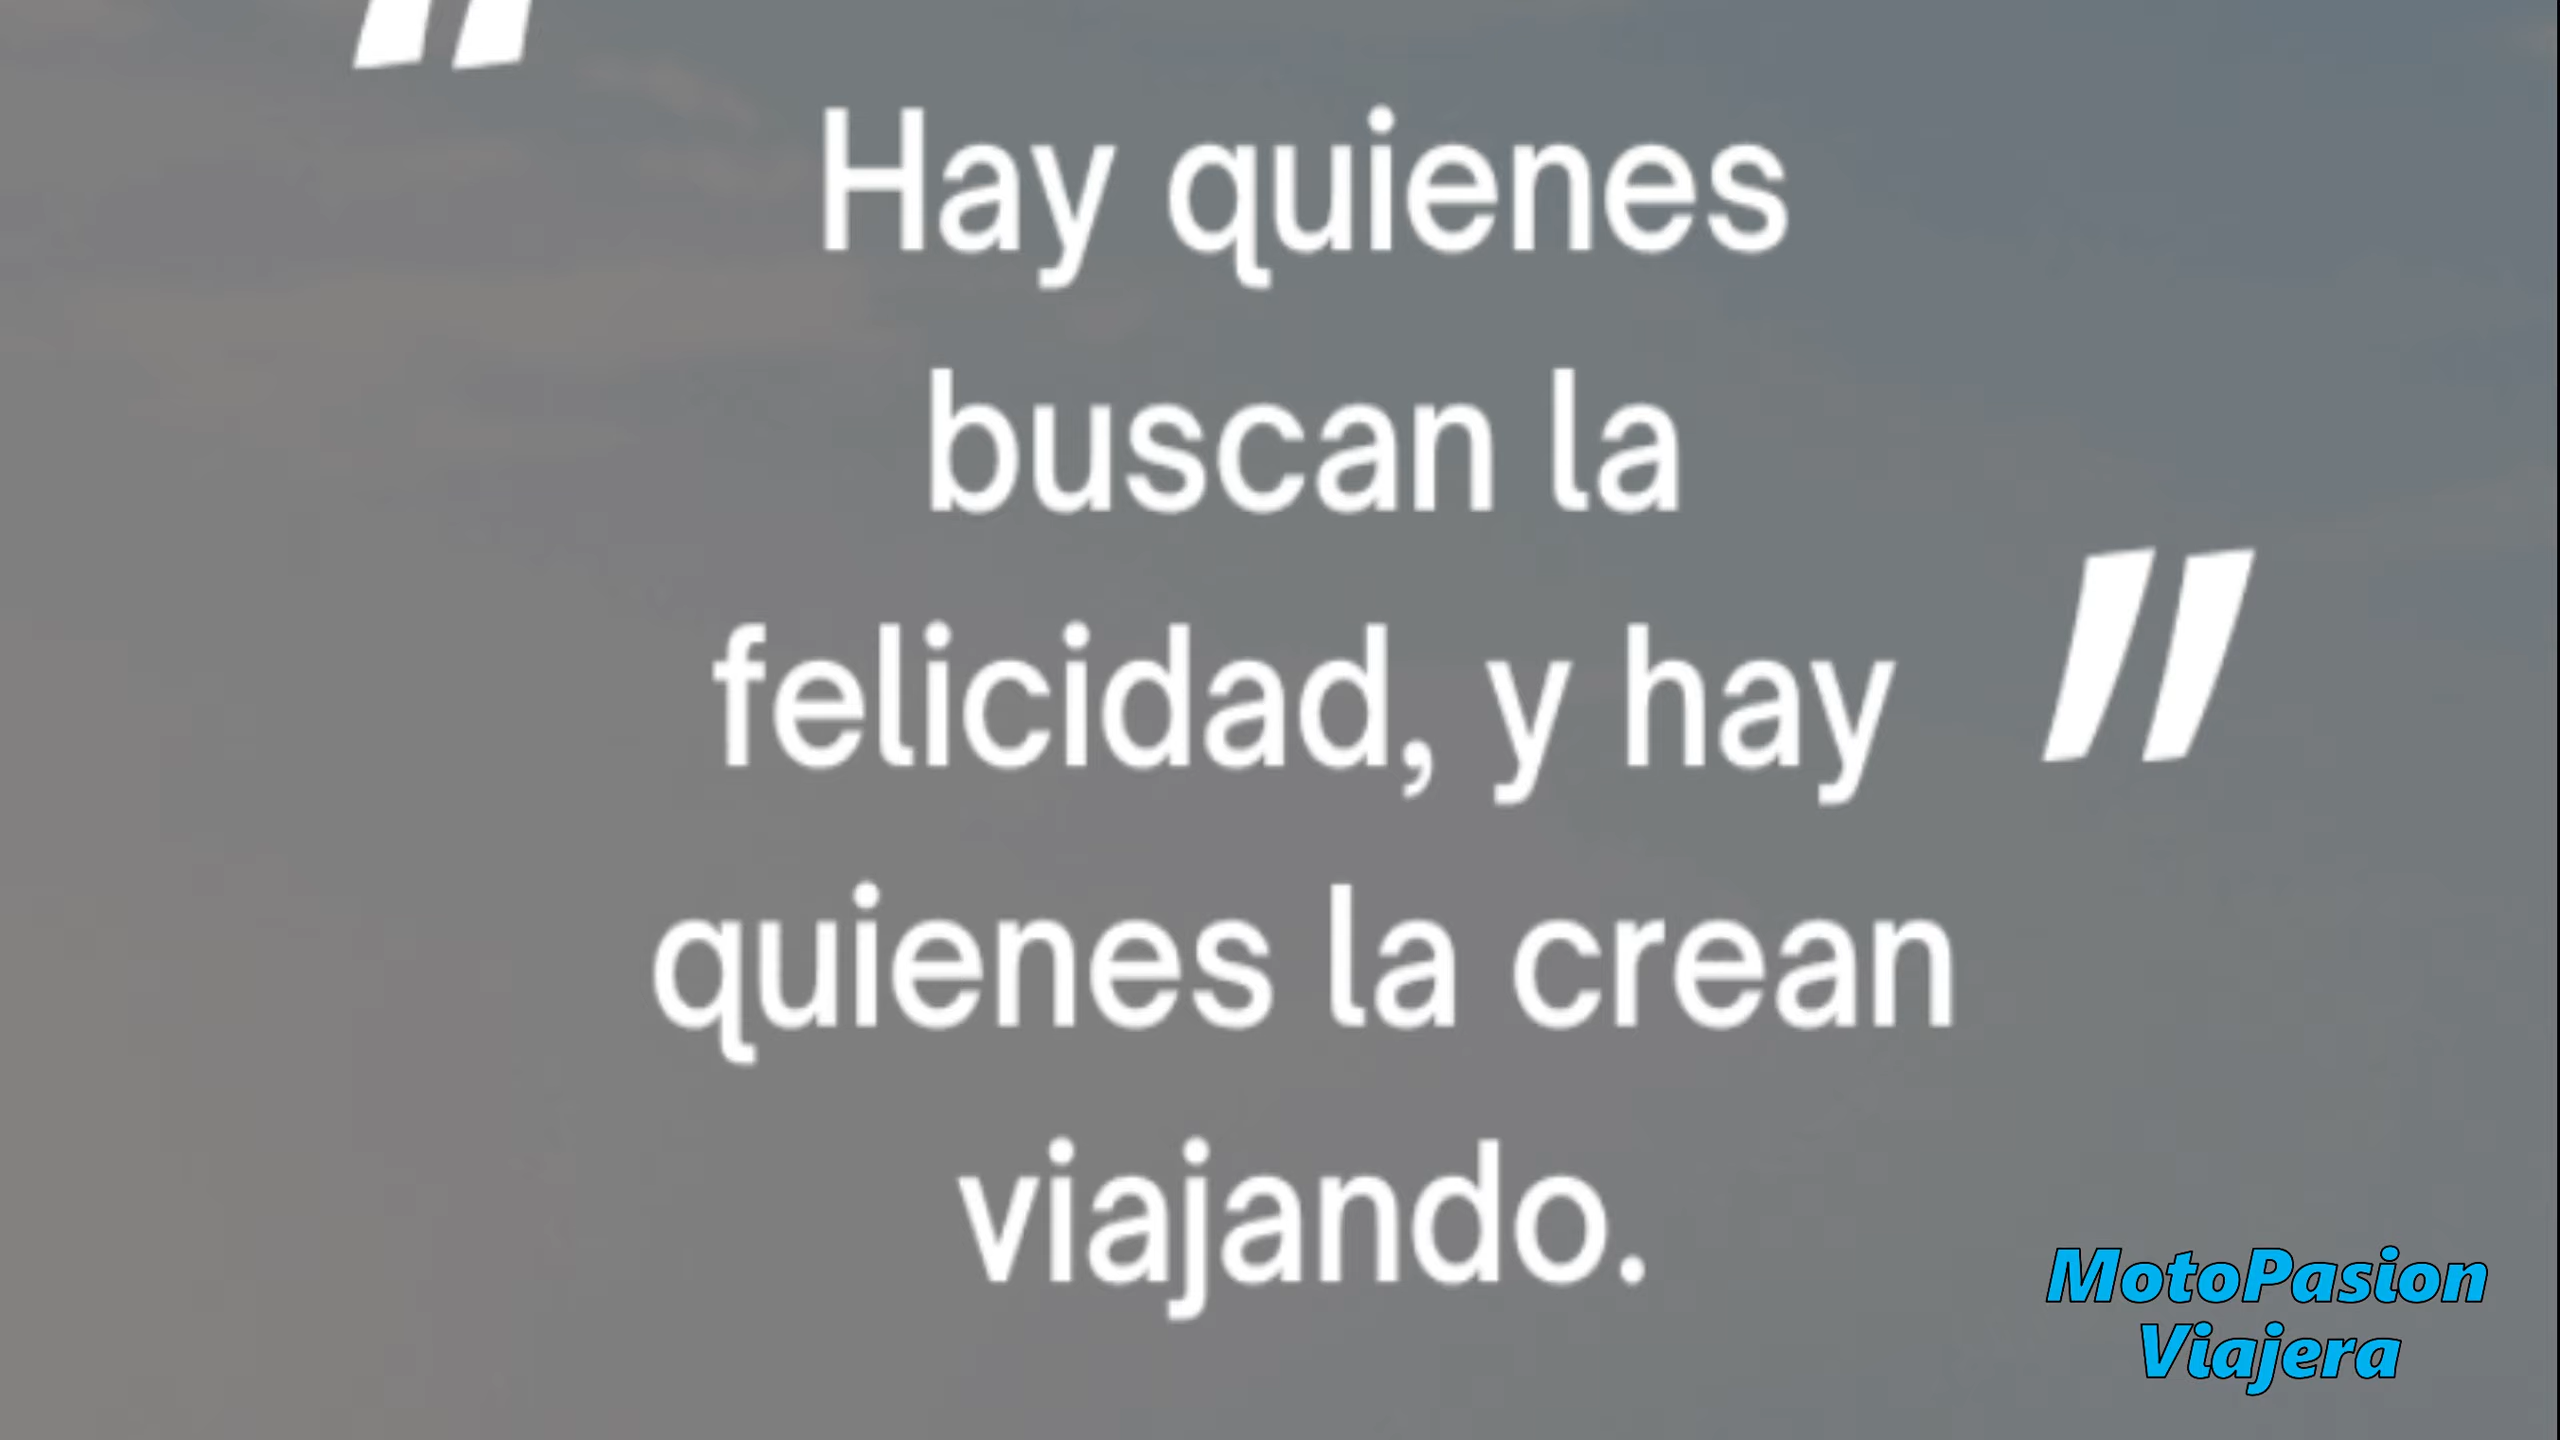 "
Hay quienes
buscan la
felicidad, y hay
quienes la crean
viajando.
"
MotoPasion
Viajera